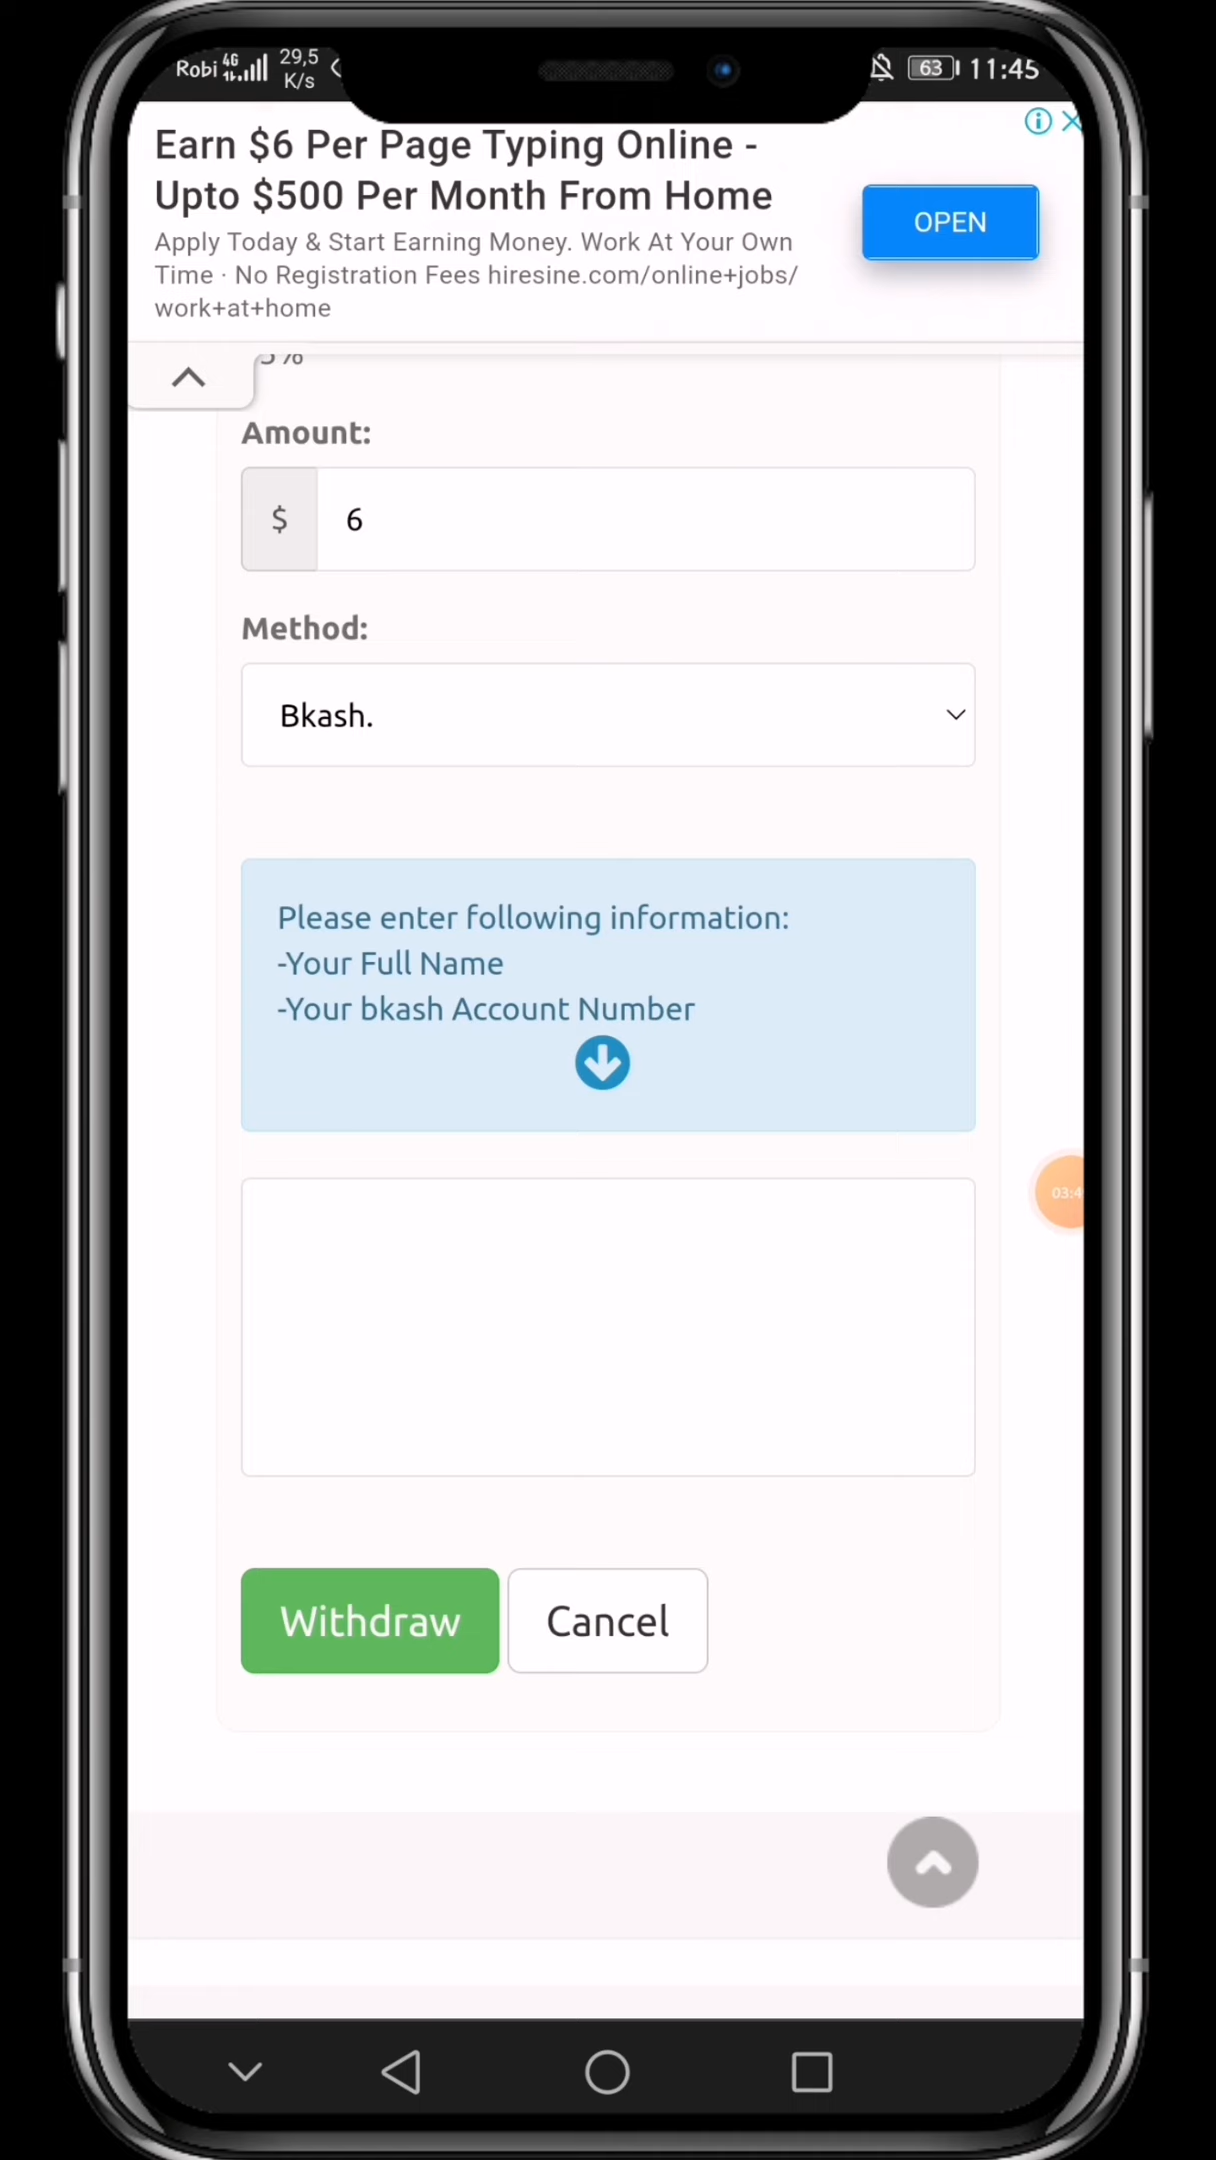 Robi 4G 29,5 K/s 63 11:45
Earn $6 Per Page Typing Online -
Upto $500 Per Month From Home
Apply Today & Start Earning Money. Work At Your Own
Time · No Registration Fees hiresine.com/online+jobs/
work+at+home
OPEN
Amount:
$ 6
Method:
Bkash.
Please enter following information:
-Your Full Name
-Your bkash Account Number
Withdraw Cancel